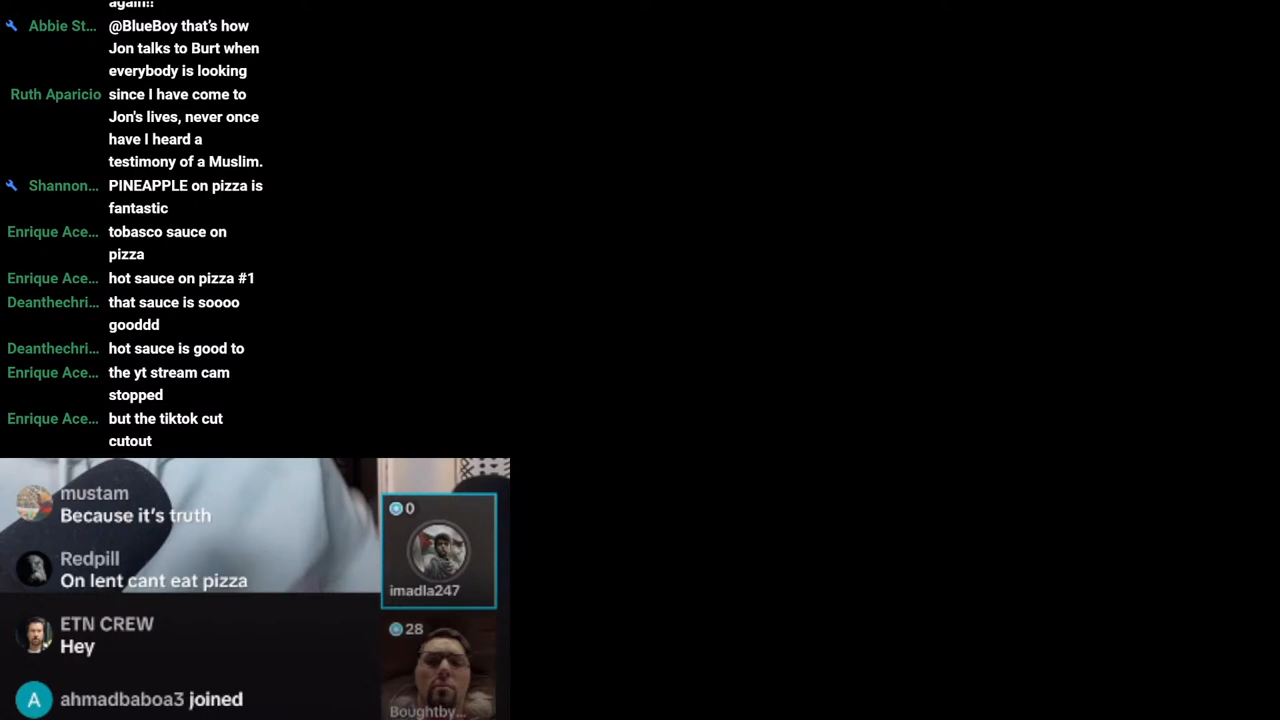 again!!
Abbie St... @BlueBoy that's how
Jon talks to Burt when
everybody is looking
Ruth Aparicio since I have come to
Jon's lives, never once
have I heard a
testimony of a Muslim.
Shannon... PINEAPPLE on pizza is
fantastic
Enrique Ace... tobasco sauce on
pizza
Enrique Ace... hot sauce on pizza #1
Deanthechri... that sauce is soooo
gooddd
Deanthechri... hot sauce is good to
Enrique Ace... the yt stream cam
stopped
Enrique Ace... but the tiktok cut
cutout
mustam
Because it's truth
Redpill
On lent cant eat pizza
ETN CREW
Hey
A ahmadbaboa3 joined
0
imadla247
28
Boughtby...